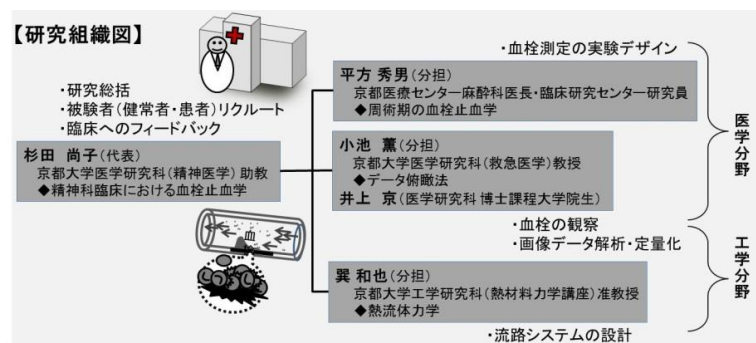 【研究組織図】
・研究総括
・被験者(健常者・患者)リクルート
・臨床へのフィードバック
杉田 尚子(代表)
京都大学医学研究科(精神医学) 助教
◆精神科臨床における血栓止血学
血
・血栓測定の実験デザイン
平方 秀男(分担)
京都医療センター麻酔科医長・臨床研究センター研究員
◆周術期の血栓止血学
小池 薫(分担)
京都大学医学研究科(救急医学)教授
◆データ俯瞰法
井上 京(医学研究科 博士課程大学院生)
・血栓の観察
・画像データ解析・定量化
巽 和也(分担)
京都大学工学研究科(熱材料力学講座)准教授
◆熱流体力学
・流路システムの設計
医学分野
工学分野